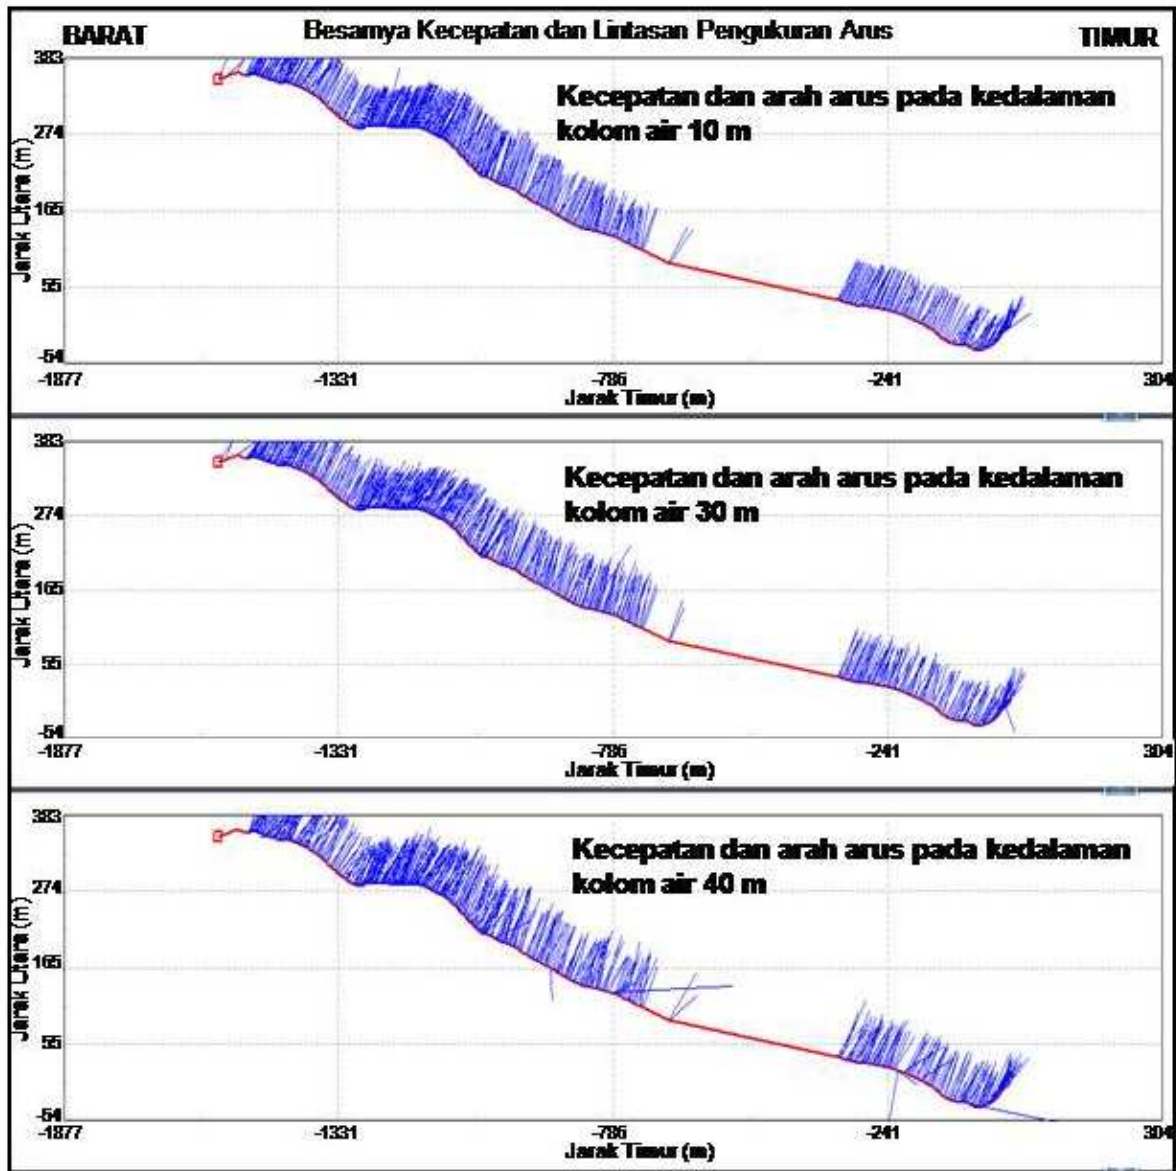 BARAT
Besarnya Kecepatan dan Lintasan Pengukuran Arus
TIMUR
Kecepatan dan arah arus pada kedalaman
kolom air 10 m
Jarak Utara (m)
383
274
165
55
-54
-1877
-1331
-786
-241
304
Jarak Timur (m)
Kecepatan dan arah arus pada kedalaman
kolom air 30 m
Jarak Utara (m)
383
274
165
55
-54
-1877
-1331
-786
-241
304
Jarak Timur (m)
Kecepatan dan arah arus pada kedalaman
kolom air 40 m
Jarak Utara (m)
383
274
165
55
-54
-1877
-1331
-786
-241
304
Jarak Timur (m)